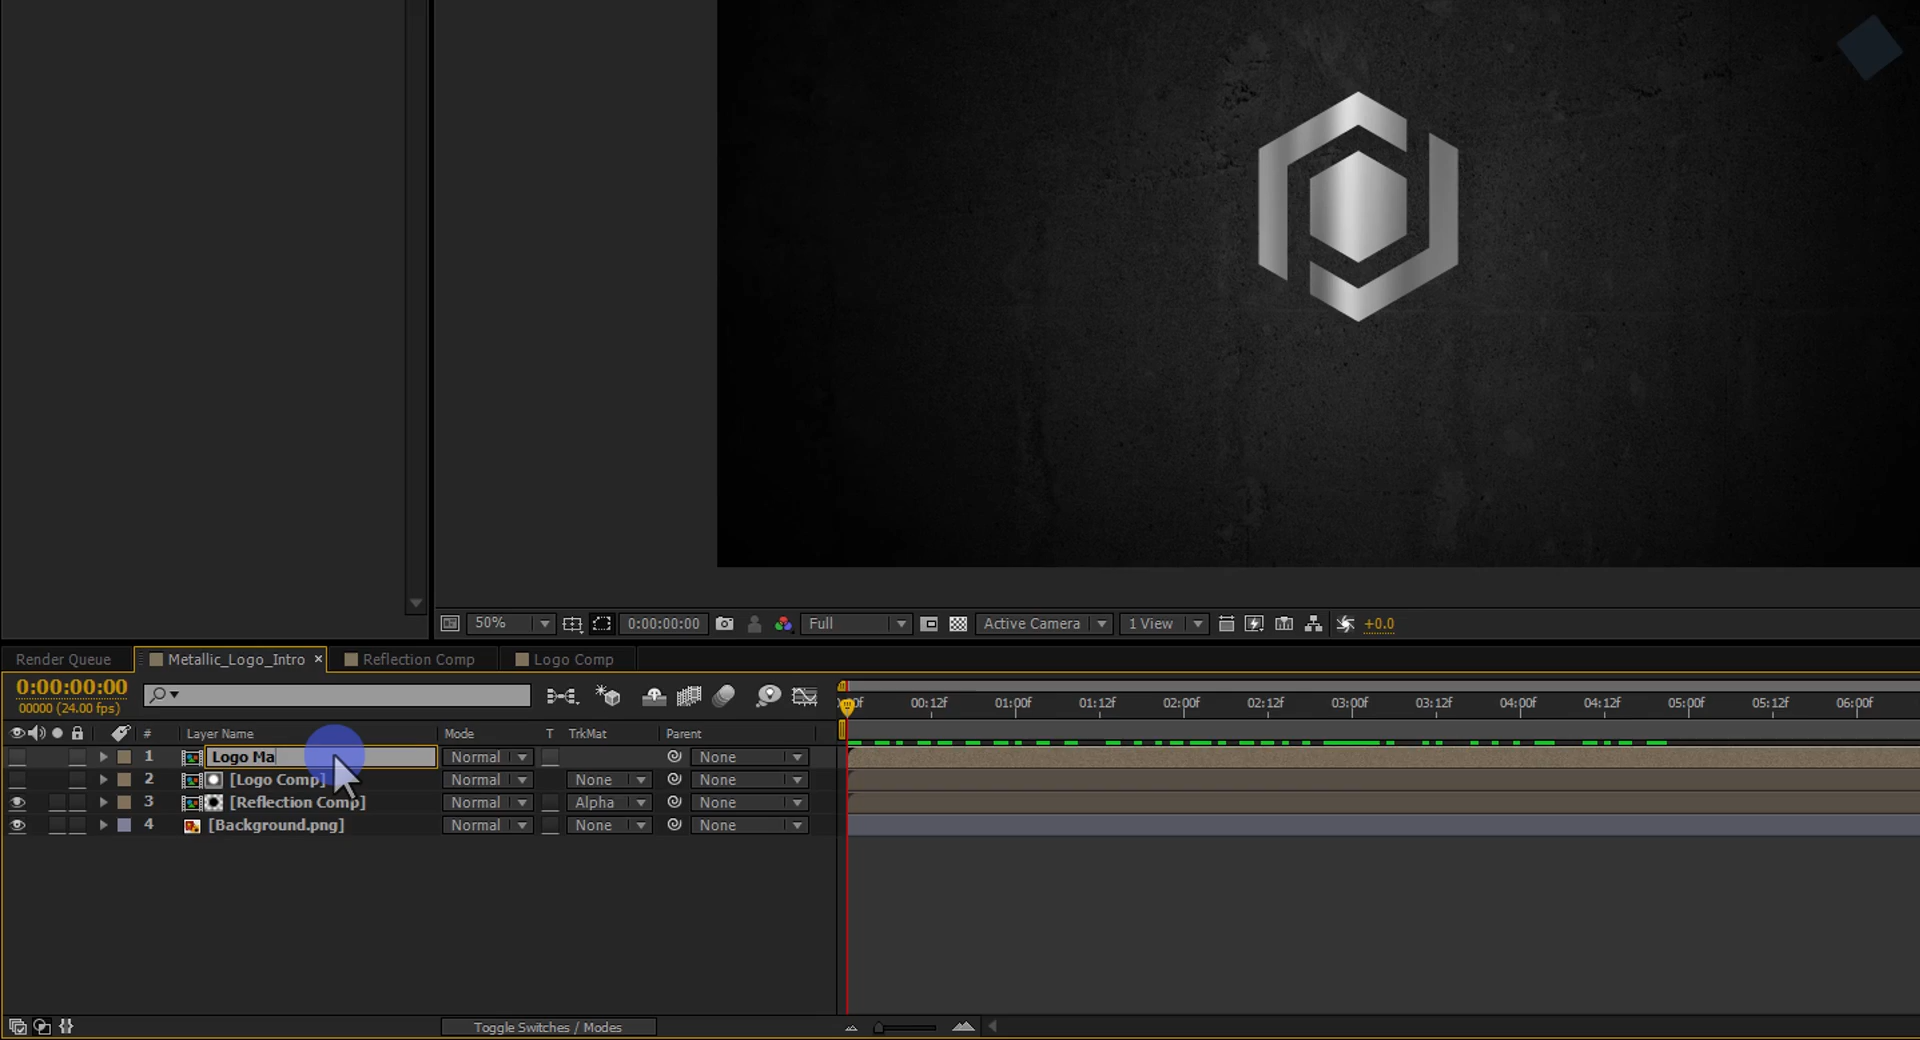 50% 0:00:00:00 Full Active Camera 1 View +0.0
Render Queue Metallic_Logo_Intro × Reflection Comp Logo Comp
0:00:00:00
00000 (24.00 fps)
00f 00:12f 01:00f 01:12f 02:00f 02:12f 03:00f 03:12f 04:00f 04:12f 05:00f 05:12f 06:00f
# Layer Name Mode T TrkMat Parent
1 Logo Ma Normal None
2 [Logo Comp] Normal None None
3 [Reflection Comp] Normal Alpha None
4 [Background.png] Normal None None
Toggle Switches / Modes